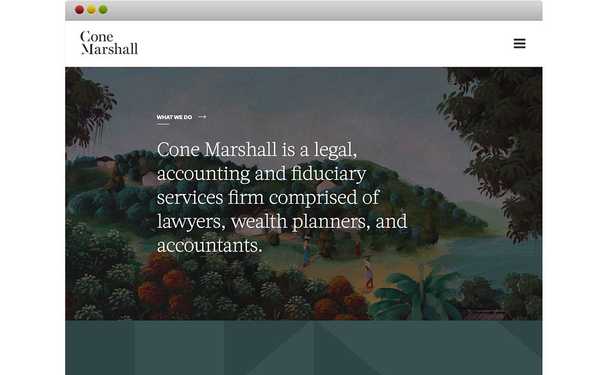 Cone
Marshall
WHAT WE DO
Cone Marshall is a legal,
accounting and fiduciary
services firm comprised of
lawyers, wealth planners, and
accountants.